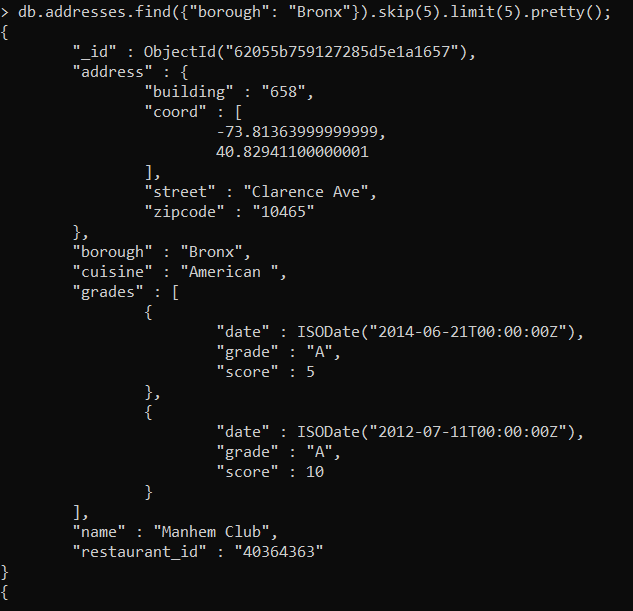 > db.addresses.find({"borough": "Bronx"}).skip(5).limit(5).pretty();
{
        "_id" : ObjectId("62055b759127285d5e1a1657"),
        "address" : {
                "building" : "658",
                "coord" : [
                        -73.81363999999999,
                        40.82941100000001
                ],
                "street" : "Clarence Ave",
                "zipcode" : "10465"
        },
        "borough" : "Bronx",
        "cuisine" : "American ",
        "grades" : [
                {
                        "date" : ISODate("2014-06-21T00:00:00Z"),
                        "grade" : "A",
                        "score" : 5
                },
                {
                        "date" : ISODate("2012-07-11T00:00:00Z"),
                        "grade" : "A",
                        "score" : 10
                }
        ],
        "name" : "Manhem Club",
        "restaurant_id" : "40364363"
}
{